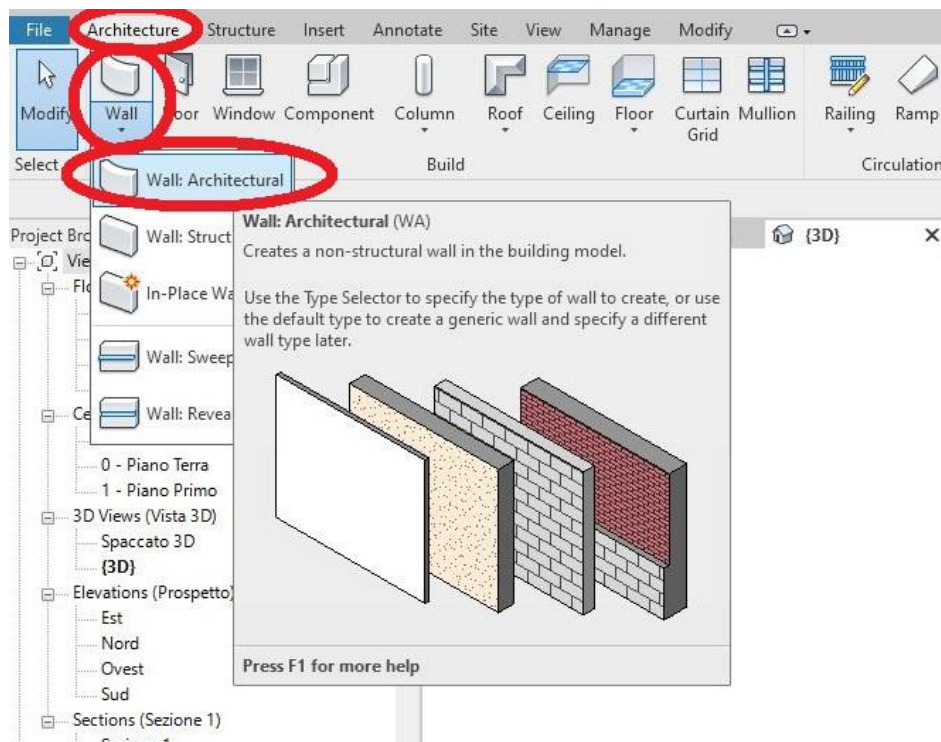 File Architecture Structure Insert Annotate Site View Manage Modify
Modify Wall Door Window Component Column Roof Ceiling Floor Curtain Grid Mullion Railing Ramp
Select Build Circulation
Wall: Architectural
Wall: Architectural (WA)
Project Bro
Wall: Struct
Creates a non-structural wall in the building model.
{3D}
Vie
Flo
In-Place Wa
Use the Type Selector to specify the type of wall to create, or use
the default type to create a generic wall and specify a different
wall type later.
Wall: Sweep
Ce
Wall: Revea
0 - Piano Terra
1 - Piano Primo
3D Views (Vista 3D)
Spaccato 3D
{3D}
Elevations (Prospetto)
Est
Nord
Ovest
Press F1 for more help
Sud
Sections (Sezione 1)